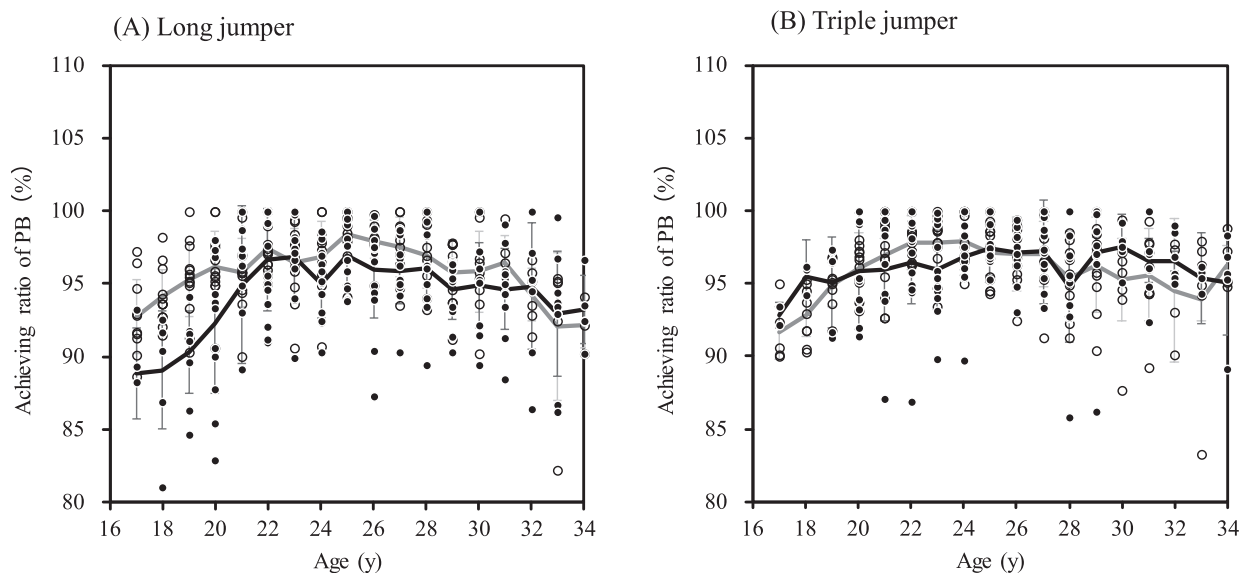 (A) Long jumper
110
105
100
95
90
85
80
Achieving ratio of PB (%)
16 18 20 22 24 26 28 30 32 34
Age (y)
(B) Triple jumper
110
105
100
95
90
85
80
Achieving ratio of PB (%)
16 18 20 22 24 26 28 30 32 34
Age (y)